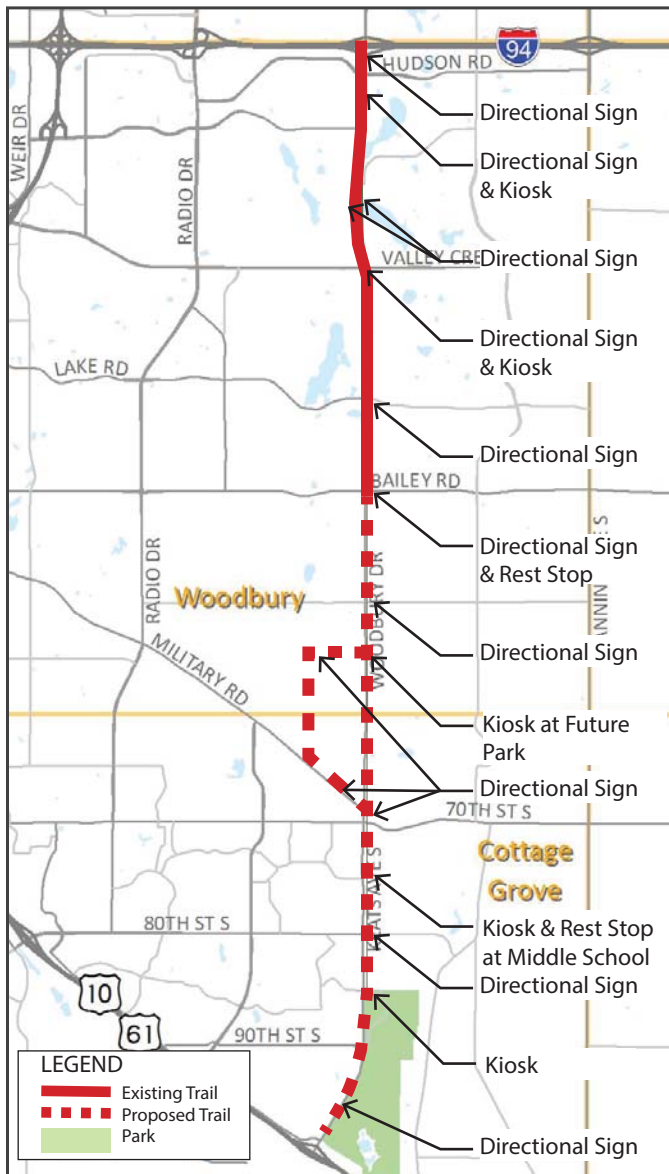 94
HUDSON RD
Directional Sign
WEIR DR
Directional Sign
& Kiosk
RADIO DR
Directional Sign
VALLEY CRE
Directional Sign
& Kiosk
LAKE RD
Directional Sign
BAILEY RD
Directional Sign
& Rest Stop
RADIO DR
WOODBURY DR
Woodbury
Directional Sign
MILITARY RD
Kiosk at Future
Park
Directional Sign
70TH ST S
Cottage
Grove
80TH ST S
Kiosk & Rest Stop
at Middle School
Directional Sign
10
61
90TH ST S
Kiosk
LEGEND
Existing Trail
Proposed Trail
Park
Directional Sign